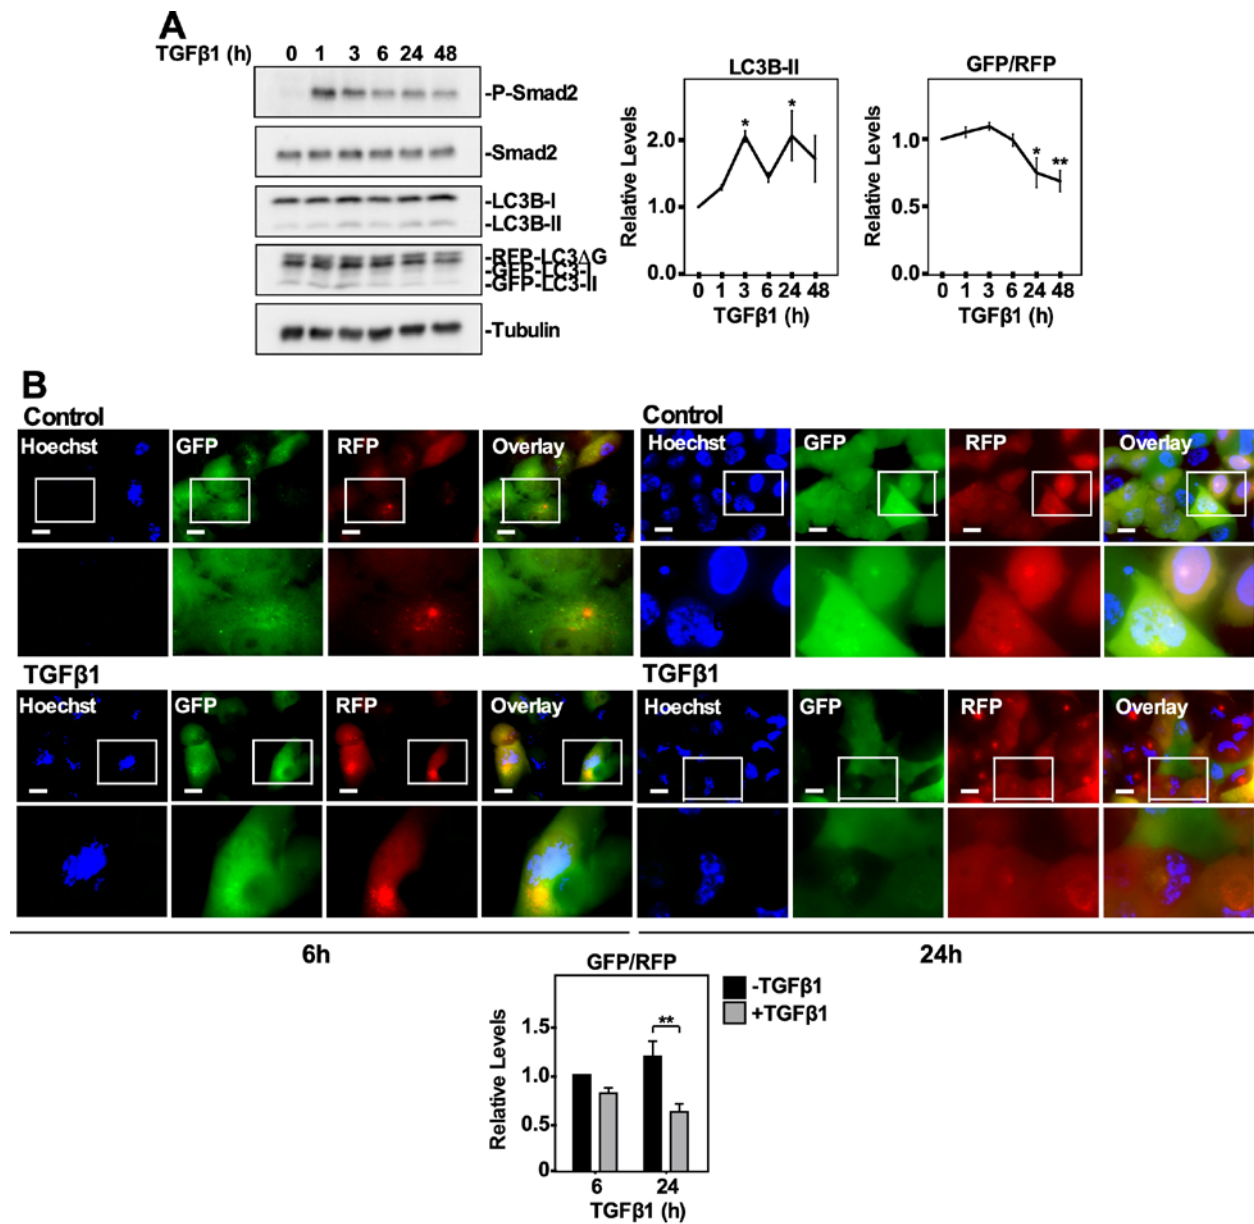 A
TGFβ1 (h) 0 1 3 6 24 48
-P-Smad2
-Smad2
-LC3B-I
-LC3B-II
-RFP-LC3ΔG
-GFP-LC3-I
-GFP-LC3-II
-Tubulin
LC3B-II
Relative Levels
2.0
1.0
0.0
* *
0 1 3 6 24 48
TGFβ1 (h)
GFP/RFP
Relative Levels
1.0
0.5
0.0
* **
0 1 3 6 24 48
TGFβ1 (h)
B
Control
Hoechst GFP RFP Overlay
Control
Hoechst GFP RFP Overlay
TGFβ1
Hoechst GFP RFP Overlay
TGFβ1
Hoechst GFP RFP Overlay
6h
24h
GFP/RFP
Relative Levels
1.5
1.0
0.5
0
**
6 24
TGFβ1 (h)
-TGFβ1
+TGFβ1